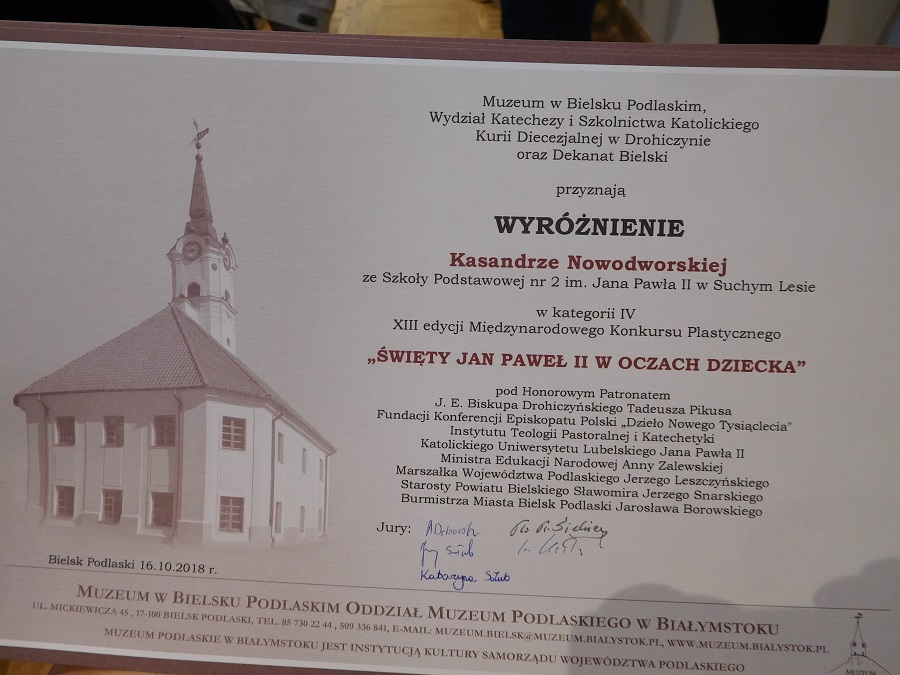 Muzeum w Bielsku Podlaskim,
Wydział Katechezy i Szkolnictwa Katolickiego
Kurii Diecezjalnej w Drohiczynie
oraz Dekanat Bielski
przyznają
WYRÓŻNIENIE
Kasandrze Nowodworskiej
ze Szkoły Podstawowej nr 2 im. Jana Pawła II w Suchym Lesie
w kategorii IV
XIII edycji Międzynarodowego Konkursu Plastycznego
„ŚWIĘTY JAN PAWEŁ II W OCZACH DZIECKA”
pod Honorowym Patronatem
J. E. Biskupa Drohiczyńskiego Tadeusza Pikusa
Fundacji Konferencji Episkopatu Polski „Dzieło Nowego Tysiąclecia"
Instytutu Teologii Pastoralnej i Katechetyki
Katolickiego Uniwersytetu Lubelskiego Jana Pawła II
Ministra Edukacji Narodowej Anny Zalewskiej
Marszałka Województwa Podlaskiego Jerzego Leszczyńskiego
Starosty Powiatu Bielskiego Sławomira Jerzego Snarskiego
Burmistrza Miasta Bielsk Podlaski Jarosława Borowskiego
Jury:
Katarzyna
Bielsk Podlaski 16.10.2018 r.
MUZEUM W BIELSKU PODLASKIM ODDZIAŁ MUZEUM PODLASKIEGO W BIAŁYMSTOKU
UL. MICKIEWICZA 45 , 17-100 BIELSK PODLASKI, TEL. 85 730 22 44 , 509 336 841, E-MAIL: MUZEUM.BIELSK@MUZEUM.BIALYSTOK.PL, WWW.MUZEUM.BIALYSTOK.PL
MUZEUM PODLASKIE W BIAŁYMSTOKU JEST INSTYTUCJĄ KULTURY SAMORZĄDU WOJEWÓDZTWA PODLASKIEGO
MUZEUM